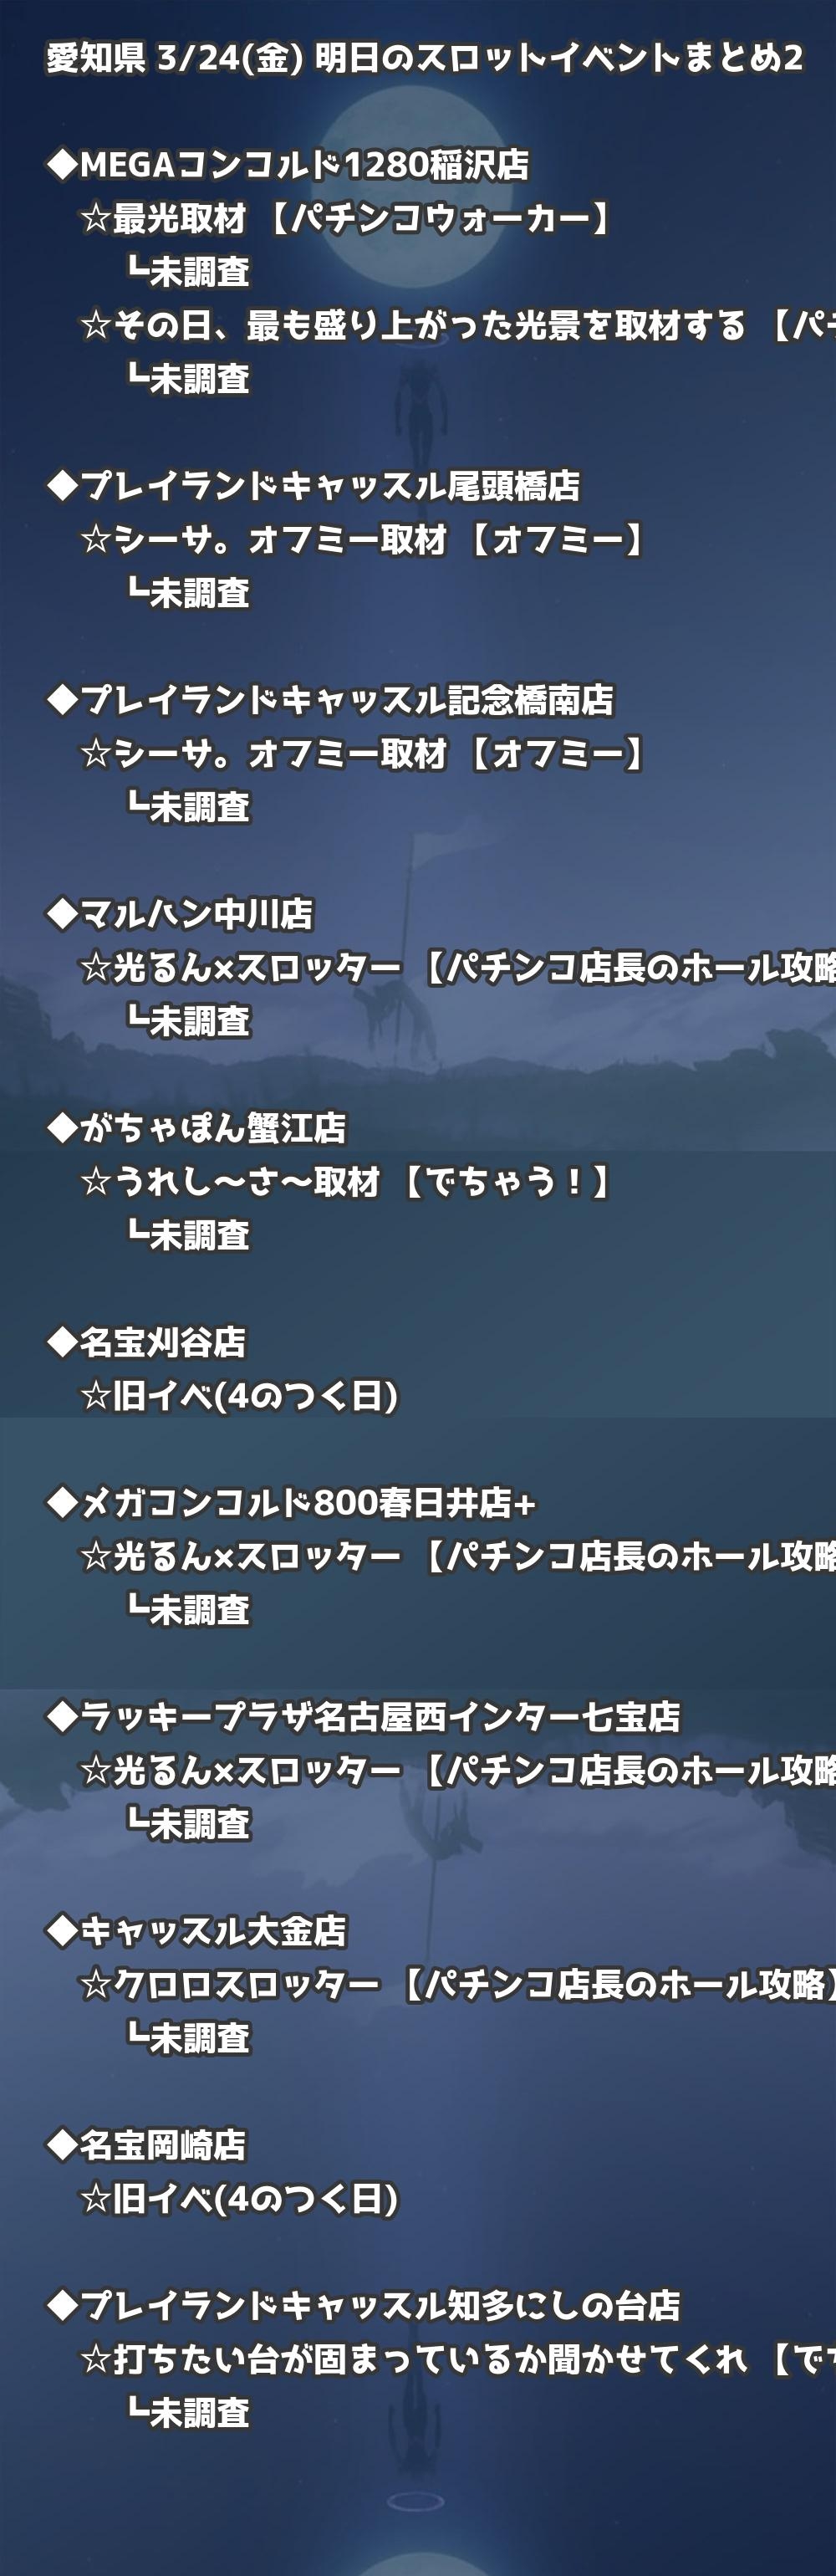 愛知県 3/24(金) 明日のスロットイベントまとめ2
◆MEGAコンコルド1280稲沢店
☆最光取材 【パチンコウォーカー】
┗未調査
☆その日、最も盛り上がった光景を取材する 【パチ
┗未調査
◆プレイランドキャッスル尾頭橋店
☆シーサ。オフミー取材 【オフミー】
┗未調査
◆プレイランドキャッスル記念橋南店
☆シーサ。オフミー取材 【オフミー】
┗未調査
◆マルハン中川店
☆光るん×スロッター 【パチンコ店長のホール攻略
┗未調査
◆がちゃぽん蟹江店
☆うれし〜さ〜取材 【でちゃう！】
┗未調査
◆名宝刈谷店
☆旧イベ(4のつく日)
◆メガコンコルド800春日井店+
☆光るん×スロッター 【パチンコ店長のホール攻略
┗未調査
◆ラッキープラザ名古屋西インター七宝店
☆光るん×スロッター 【パチンコ店長のホール攻略
┗未調査
◆キャッスル大金店
☆クロロスロッター 【パチンコ店長のホール攻略】
┗未調査
◆名宝岡崎店
☆旧イベ(4のつく日)
◆プレイランドキャッスル知多にしの台店
☆打ちたい台が固まっているか聞かせてくれ 【でち
┗未調査